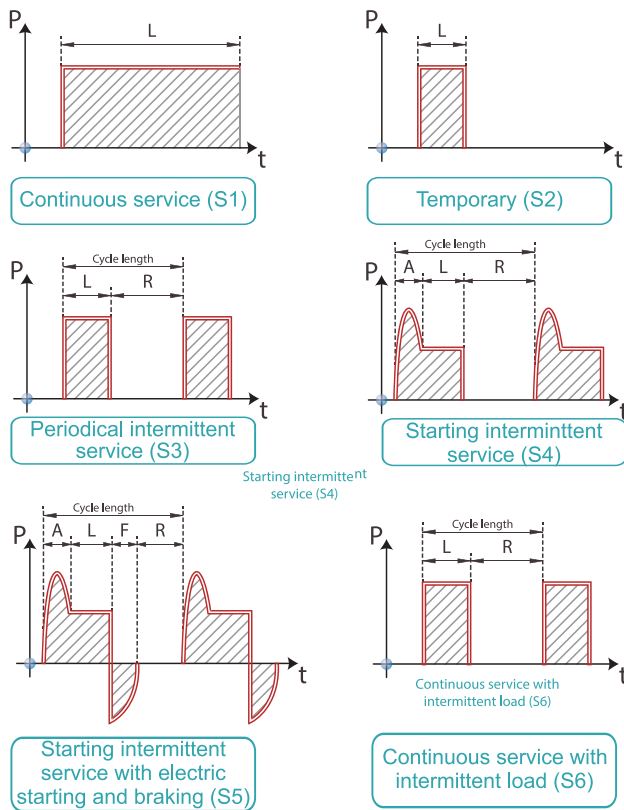 P
L
t
Continuous service (S1)
P
L
t
Temporary (S2)
P
Cycle length
L R
t
Periodical intermittent
service (S3)
P
Cycle length
A L R
t
Starting interminttent
service (S4)
Starting intermittent
service (S4)
P
Cycle length
A L F R
t
Starting intermittent
service with electric
starting and braking (S5)
P
Cycle length
L R
t
Continuous service with
intermittent load (S6)
Continuous service with
intermittent load (S6)